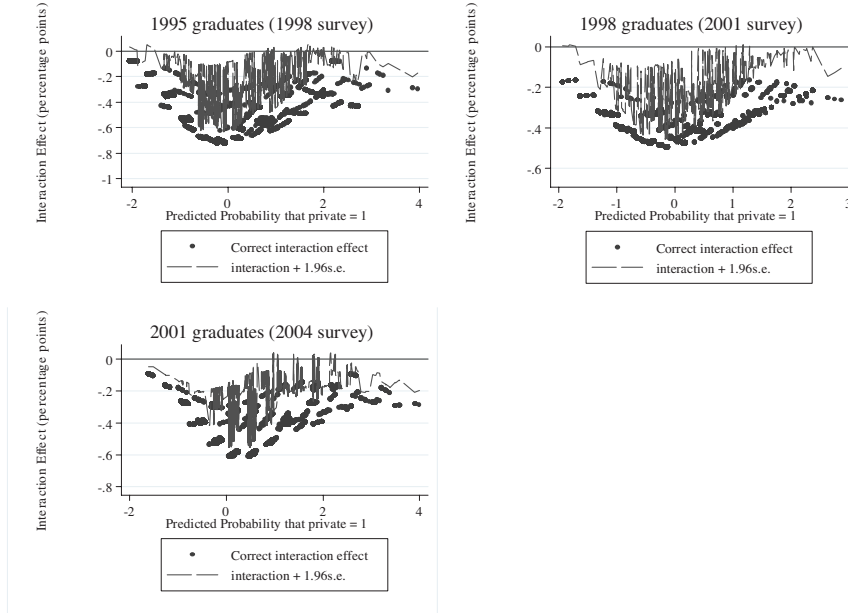 1995 graduates (1998 survey)
Interaction Effect (percentage points)
0
-.2
-.4
-.6
-.8
-1
-2 0 2 4
Predicted Probability that private = 1
Correct interaction effect
interaction + 1.96s.e.
1998 graduates (2001 survey)
Interaction Effect (percentage points)
0
-.2
-.4
-.6
-2 -1 0 1 2 3
Predicted Probability that private = 1
Correct interaction effect
interaction + 1.96s.e.
2001 graduates (2004 survey)
Interaction Effect (percentage points)
0
-.2
-.4
-.6
-.8
-2 0 2 4
Predicted Probability that private = 1
Correct interaction effect
interaction + 1.96s.e.